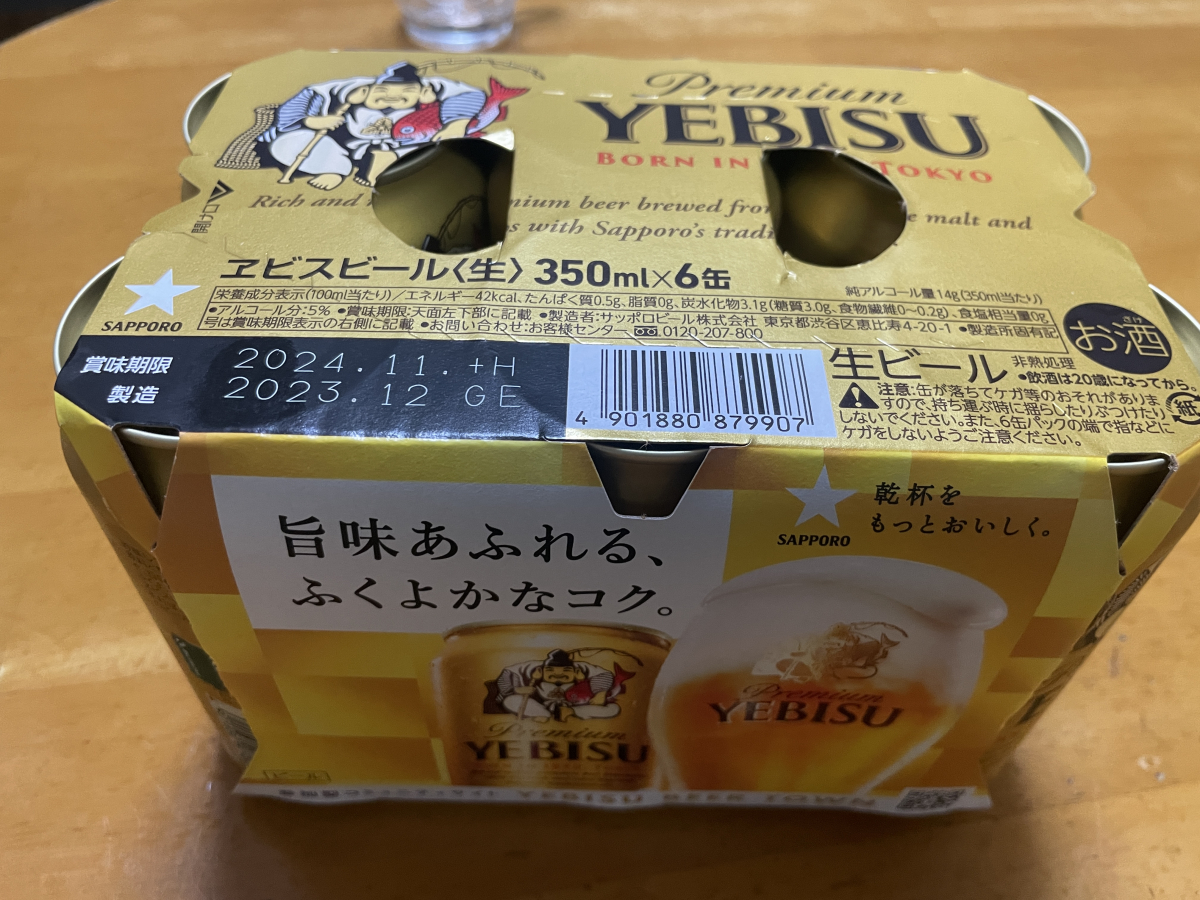 Premium
YEBISU
BORN IN TOKYO
Rich and premium beer brewed from malt and
with Sapporo's
開け口
ヱビスビール〈生〉 350ml×6缶
純アルコール量14g(350ml当たり)
栄養成分表示(100ml当たり)/エネルギー42kcal、たんぱく質0.5g、脂質0g、炭水化物3.1g(糖質3.0g、食物繊維0~0.2g)、食塩相当量0g
●アルコール分:5% ●賞味期限表示:天面左下部に記載 ●製造者:サッポロビール株式会社 東京都渋谷区恵比寿4-20-1 ●製造所固有記
号は賞味期限表示の右側に記載 ●お問い合わせ:お客様センター 0120-207-800
SAPPORO
お酒
さけ
賞味期限 2024.11.+H
製造 2023.12 GE
4 901880 879907
生ビール 非熱処理
●飲酒は20歳になってから。
注意:缶が落ちてケガ等のおそれがありま
すので、持ち運ぶ時に揺らしたりぶつけたり
しないでください。また、6缶パックの端で指などに
ケガをしないようご注意ください。
紙
旨味あふれる、
ふくよかなコク。
SAPPORO
乾杯を
もっとおいしく。
Premium
YEBISU
Premium
YEBISU
ビール
YEBISU BEER TOWN